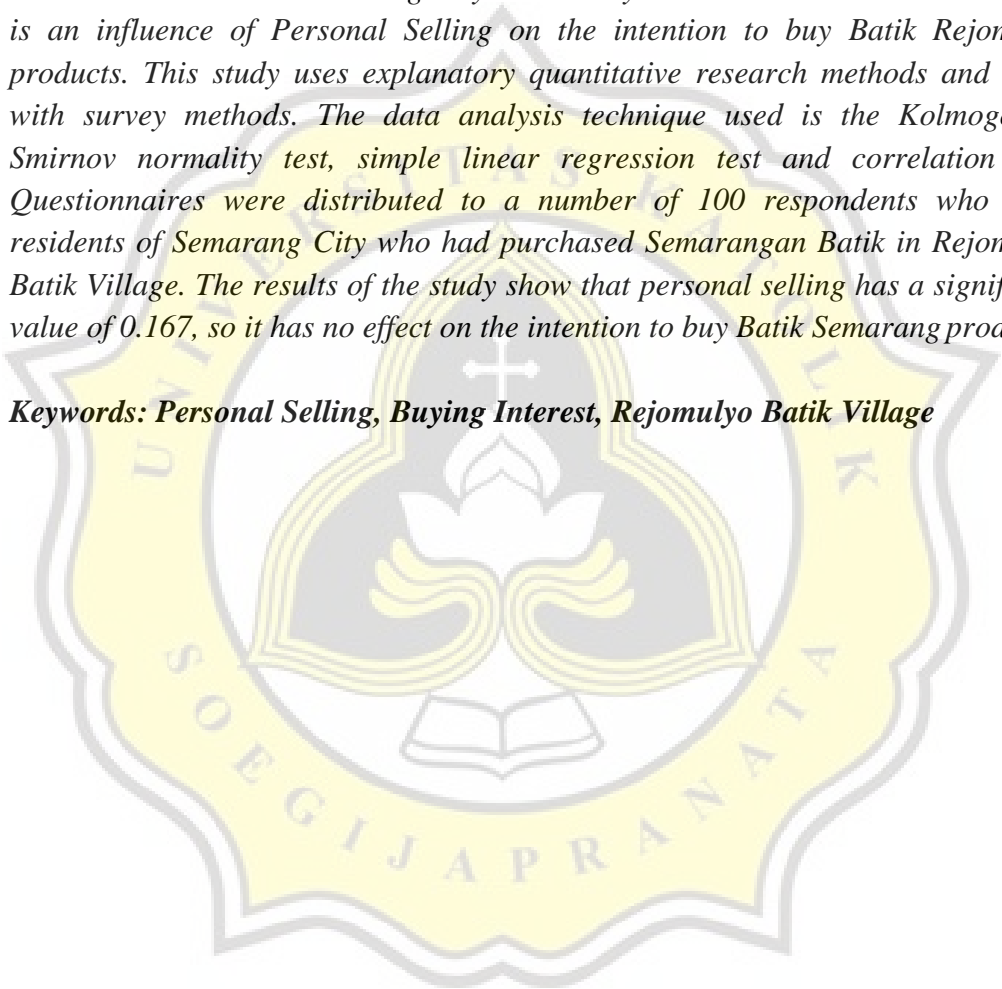 is an influence of Personal Selling on the intention to buy Batik Rejom
products. This study uses explanatory quantitative research methods and
with survey methods. The data analysis technique used is the Kolmogo
Smirnov normality test, simple linear regression test and correlation
Questionnaires were distributed to a number of 100 respondents who
residents of Semarang City who had purchased Semarangan Batik in Rejom
Batik Village. The results of the study show that personal selling has a signif
value of 0.167, so it has no effect on the intention to buy Batik Semarang prod
Keywords: Personal Selling, Buying Interest, Rejomulyo Batik Village
UNIVERSITAS KATOLIK
SOEGIJAPRANATA